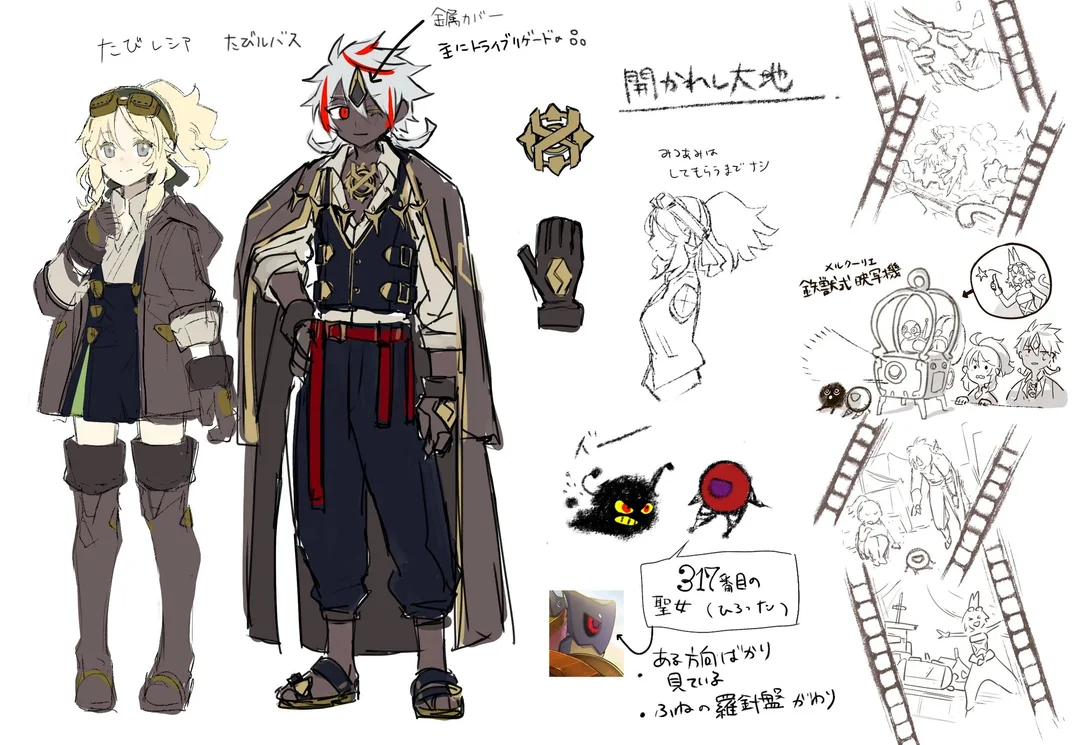 たびレシア
たびルバス
金属カバー
主にトライブリゲードの
開かれし大地
みつあみは
してもらうまでナシ
メルクーリエ
鉄獣式映写機
317番目の
聖女(ひろった)
・ある方向ばかり
見ている
・ふねの羅針盤がわり